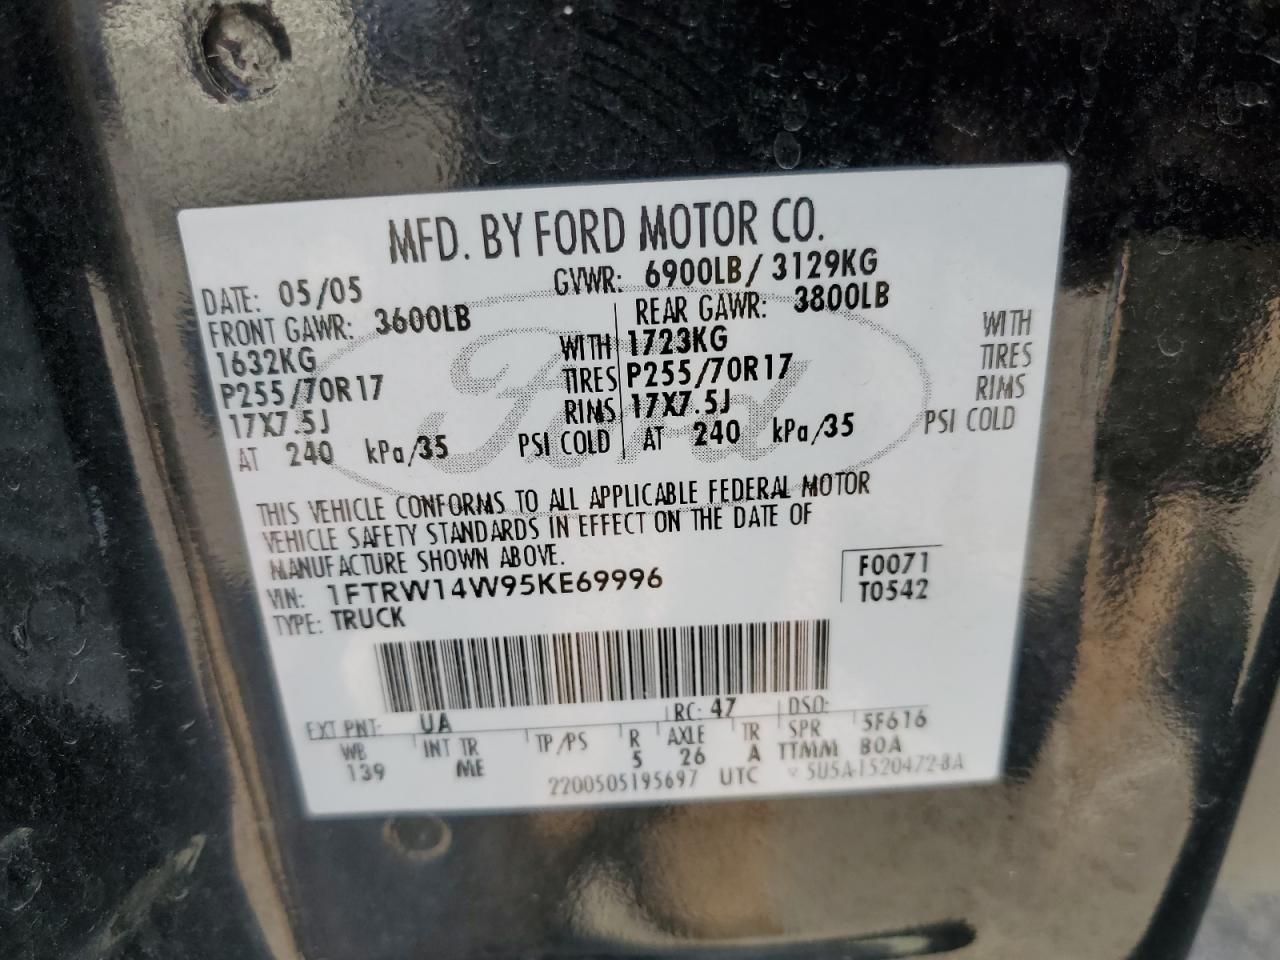 MFD. BY FORD MOTOR CO.
DATE: 05/05 GVWR: 6900LB / 3129KG
FRONT GAWR: 3600LB REAR GAWR: 3800LB
1632KG WITH 1723KG WITH
P255/70R17 TIRES P255/70R17 TIRES
17X7.5J RIMS 17X7.5J RIMS
AT 240 kPa/35 PSI COLD AT 240 kPa/35 PSI COLD
Ford
THIS VEHICLE CONFORMS TO ALL APPLICABLE FEDERAL MOTOR
VEHICLE SAFETY STANDARDS IN EFFECT ON THE DATE OF
MANUFACTURE SHOWN ABOVE.
VIN: 1FTRW14W95KE69996 F0071
TYPE: TRUCK T0542
EXT PNT: UA RC: 47 DSO:
WB INT TR TP/PS R AXLE TR SPR 5F616
139 ME 5 26 A TTMM BOA
2200505195697 UTC 5U5A-1520472-BA